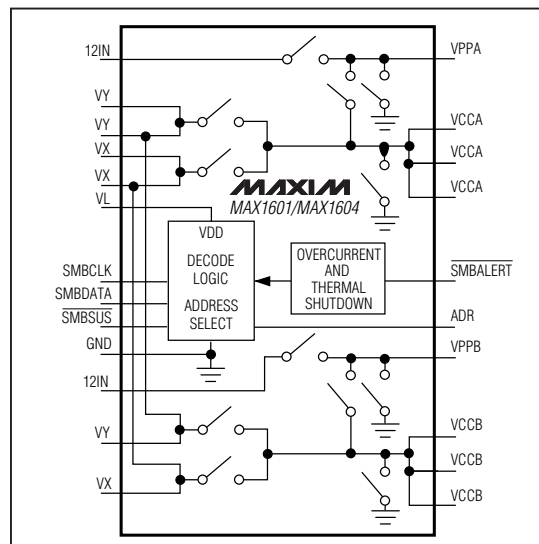 12IN
VPPA
VY
VY
VX
VX
VL
VCCA
VCCA
VCCA
MAXIM
MAX1601/MAX1604
VDD
DECODE
LOGIC
ADDRESS
SELECT
OVERCURRENT
AND
THERMAL
SHUTDOWN
SMBCLK
SMBDATA
SMBSUS
GND
12IN
SMBALERT
ADR
VPPB
VY
VX
VCCB
VCCB
VCCB